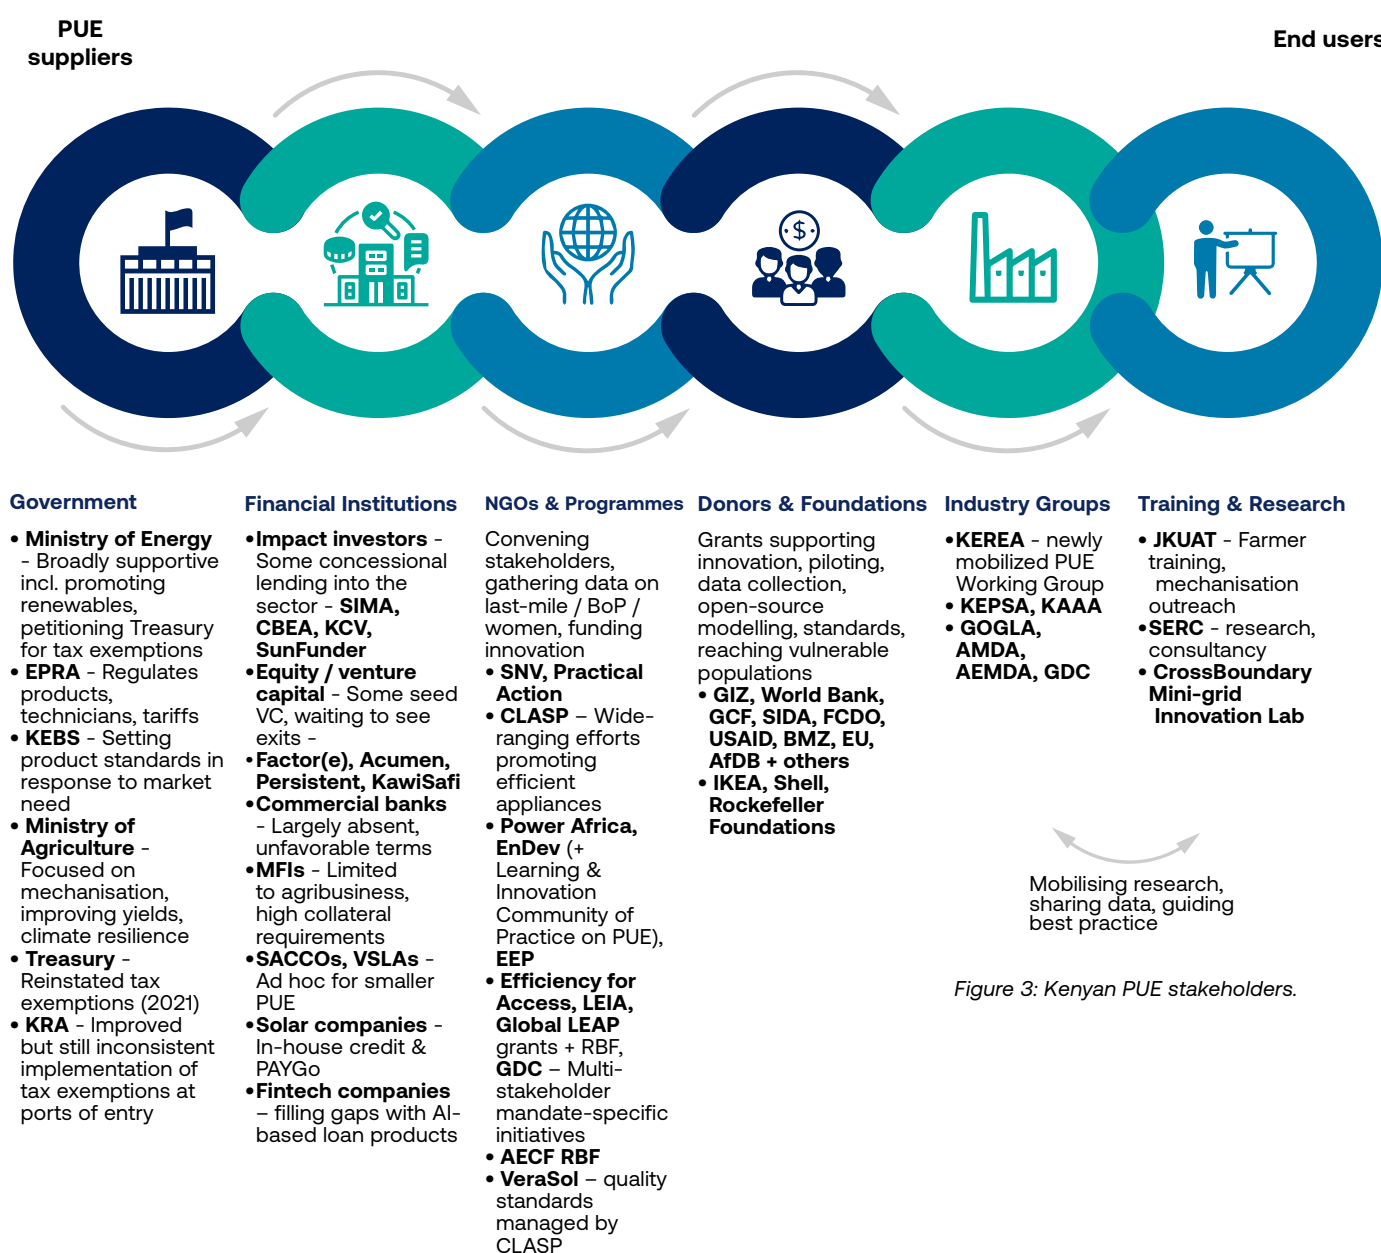 PUE
suppliers
End users
Government
• Ministry of Energy
- Broadly supportive
incl. promoting
renewables,
petitioning Treasury
for tax exemptions
• EPRA - Regulates
products,
technicians, tariffs
• KEBS - Setting
product standards in
response to market
need
• Ministry of
Agriculture -
Focused on
mechanisation,
improving yields,
climate resilience
• Treasury -
Reinstated tax
exemptions (2021)
• KRA - Improved
but still inconsistent
implementation of
tax exemptions at
ports of entry
Financial Institutions
•Impact investors -
Some concessional
lending into the
sector - SIMA,
CBEA, KCV,
SunFunder
•Equity / venture
capital - Some seed
VC, waiting to see
exits -
•Factor(e), Acumen,
Persistent, KawiSafi
•Commercial banks
- Largely absent,
unfavorable terms
•MFIs - Limited
to agribusiness,
high collateral
requirements
•SACCOs, VSLAs -
Ad hoc for smaller
PUE
•Solar companies -
In-house credit &
PAYGo
•Fintech companies
– filling gaps with AI-
based loan products
NGOs & Programmes
Convening
stakeholders,
gathering data on
last-mile / BoP /
women, funding
innovation
• SNV, Practical
Action
• CLASP – Wide-
ranging efforts
promoting
efficient
appliances
• Power Africa,
EnDev (+
Learning &
Innovation
Community of
Practice on PUE),
EEP
• Efficiency for
Access, LEIA,
Global LEAP
grants + RBF,
GDC – Multi-
stakeholder
mandate-specific
initiatives
• AECF RBF
• VeraSol – quality
standards
managed by
CLASP
Donors & Foundations
Grants supporting
innovation, piloting,
data collection,
open-source
modelling, standards,
reaching vulnerable
populations
• GIZ, World Bank,
GCF, SIDA, FCDO,
USAID, BMZ, EU,
AfDB + others
• IKEA, Shell,
Rockefeller
Foundations
Industry Groups
•KEREA - newly
mobilized PUE
Working Group
• KEPSA, KAAA
• GOGLA,
AMDA,
AEMDA, GDC
Training & Research
• JKUAT - Farmer
training,
mechanisation
outreach
•SERC - research,
consultancy
• CrossBoundary
Mini-grid
Innovation Lab
Mobilising research,
sharing data, guiding
best practice
Figure 3: Kenyan PUE stakeholders.